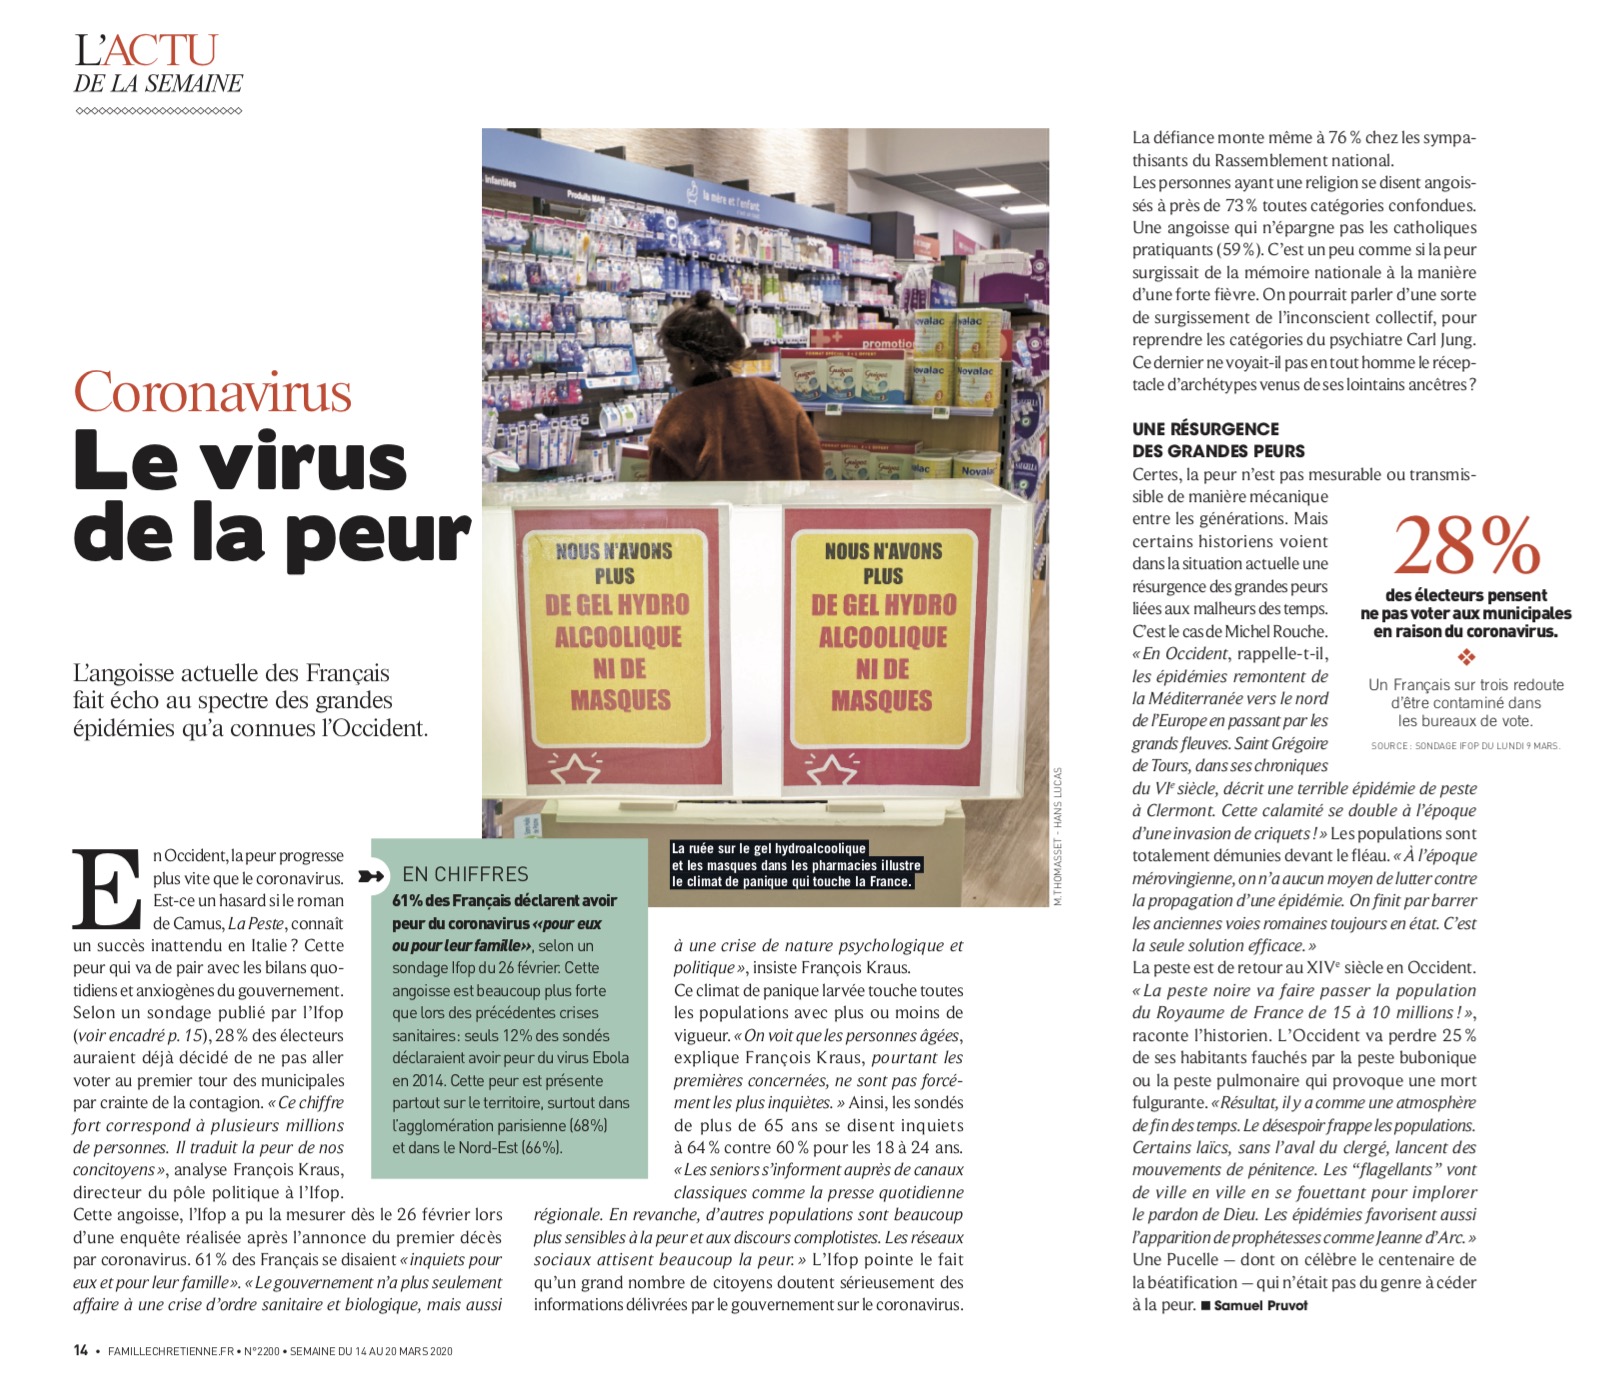 L'ACTU
DE LA SEMAINE
Coronavirus
Le virus
de la peur
L'angoisse actuelle des Français
fait écho au spectre des grandes
épidémies qu'a connues l'Occident.
infantiles
Produits MAM
la mère et l'enfant
promotion
Novalac
Novalac
Novalac
Novalac
Guigoz
Guigoz
Guigoz
Novalac
NOUS N'AVONS
PLUS
DE GEL HYDRO
ALCOOLIQUE
NI DE
MASQUES
NOUS N'AVONS
PLUS
DE GEL HYDRO
ALCOOLIQUE
NI DE
MASQUES
M. THOMASSET - HANS LUCAS
La ruée sur le gel hydroalcoolique
et les masques dans les pharmacies illustre
le climat de panique qui touche la France.
En Occident, la peur progresse
plus vite que le coronavirus.
Est-ce un hasard si le roman
de Camus, La Peste, connaît
un succès inattendu en Italie ? Cette
peur qui va de pair avec les bilans quo-
tidiens et anxiogènes du gouvernement.
Selon un sondage publié par l'Ifop
(voir encadré p. 15), 28 % des électeurs
auraient déjà décidé de ne pas aller
voter au premier tour des municipales
par crainte de la contagion. « Ce chiffre
fort correspond à plusieurs millions
de personnes. Il traduit la peur de nos
concitoyens », analyse François Kraus,
directeur du pôle politique à l'Ifop.
Cette angoisse, l'Ifop a pu la mesurer dès le 26 février lors
d'une enquête réalisée après l'annonce du premier décès
par coronavirus. 61 % des Français se disaient « inquiets pour
eux et pour leur famille ». « Le gouvernement n'a plus seulement
affaire à une crise d'ordre sanitaire et biologique, mais aussi
EN CHIFFRES
61 % des Français déclarent avoir
peur du coronavirus «pour eux
ou pour leur famille», selon un
sondage Ifop du 26 février. Cette
angoisse est beaucoup plus forte
que lors des précédentes crises
sanitaires : seuls 12 % des sondés
déclaraient avoir peur du virus Ebola
en 2014. Cette peur est présente
partout sur le territoire, surtout dans
l'agglomération parisienne (68 %)
et dans le Nord-Est (66 %).
à une crise de nature psychologique et
politique », insiste François Kraus.
Ce climat de panique larvée touche toutes
les populations avec plus ou moins de
vigueur. « On voit que les personnes âgées,
explique François Kraus, pourtant les
premières concernées, ne sont pas forcé-
ment les plus inquiètes. » Ainsi, les sondés
de plus de 65 ans se disent inquiets
à 64 % contre 60 % pour les 18 à 24 ans.
« Les seniors s'informent auprès de canaux
classiques comme la presse quotidienne
régionale. En revanche, d'autres populations sont beaucoup
plus sensibles à la peur et aux discours complotistes. Les réseaux
sociaux attisent beaucoup la peur. » L'Ifop pointe le fait
qu'un grand nombre de citoyens doutent sérieusement des
informations délivrées par le gouvernement sur le coronavirus.
La défiance monte même à 76 % chez les sympa-
thisants du Rassemblement national.
Les personnes ayant une religion se disent angois-
sés à près de 73 % toutes catégories confondues.
Une angoisse qui n'épargne pas les catholiques
pratiquants (59 %). C'est un peu comme si la peur
surgissait de la mémoire nationale à la manière
d'une forte fièvre. On pourrait parler d'une sorte
de surgissement de l'inconscient collectif, pour
reprendre les catégories du psychiatre Carl Jung.
Ce dernier ne voyait-il pas en tout homme le récep-
tacle d'archétypes venus de ses lointains ancêtres ?
UNE RÉSURGENCE
DES GRANDES PEURS
Certes, la peur n'est pas mesurable ou transmis-
sible de manière mécanique
entre les générations. Mais
certains historiens voient
dans la situation actuelle une
résurgence des grandes peurs
liées aux malheurs des temps.
C'est le cas de Michel Rouche.
« En Occident, rappelle-t-il,
les épidémies remontent de
la Méditerranée vers le nord
de l'Europe en passant par les
grands fleuves. Saint Grégoire
de Tours, dans ses chroniques
du VIe siècle, décrit une terrible épidémie de peste
à Clermont. Cette calamité se double à l'époque
d'une invasion de criquets ! » Les populations sont
totalement démunies devant le fléau. « À l'époque
mérovingienne, on n'a aucun moyen de lutter contre
la propagation d'une épidémie. On finit par barrer
les anciennes voies romaines toujours en état. C'est
la seule solution efficace. »
La peste est de retour au XIVe siècle en Occident.
« La peste noire va faire passer la population
du Royaume de France de 15 à 10 millions ! »,
raconte l'historien. L'Occident va perdre 25 %
de ses habitants fauchés par la peste bubonique
ou la peste pulmonaire qui provoque une mort
fulgurante. « Résultat, il y a comme une atmosphère
de fin des temps. Le désespoir frappe les populations.
Certains laïcs, sans l'aval du clergé, lancent des
mouvements de pénitence. Les “flagellants” vont
de ville en ville en se fouettant pour implorer
le pardon de Dieu. Les épidémies favorisent aussi
l'apparition de prophétesses comme Jeanne d'Arc. »
Une Pucelle – dont on célèbre le centenaire de
la béatification – qui n'était pas du genre à céder
à la peur. ■ Samuel Pruvot
28 %
des électeurs pensent
ne pas voter aux municipales
en raison du coronavirus.
Un Français sur trois redoute
d'être contaminé dans
les bureaux de vote.
SOURCE : SONDAGE IFOP DU LUNDI 9 MARS.
14 • FAMILLECHRETIENNE.FR • N°2200 • SEMAINE DU 14 AU 20 MARS 2020